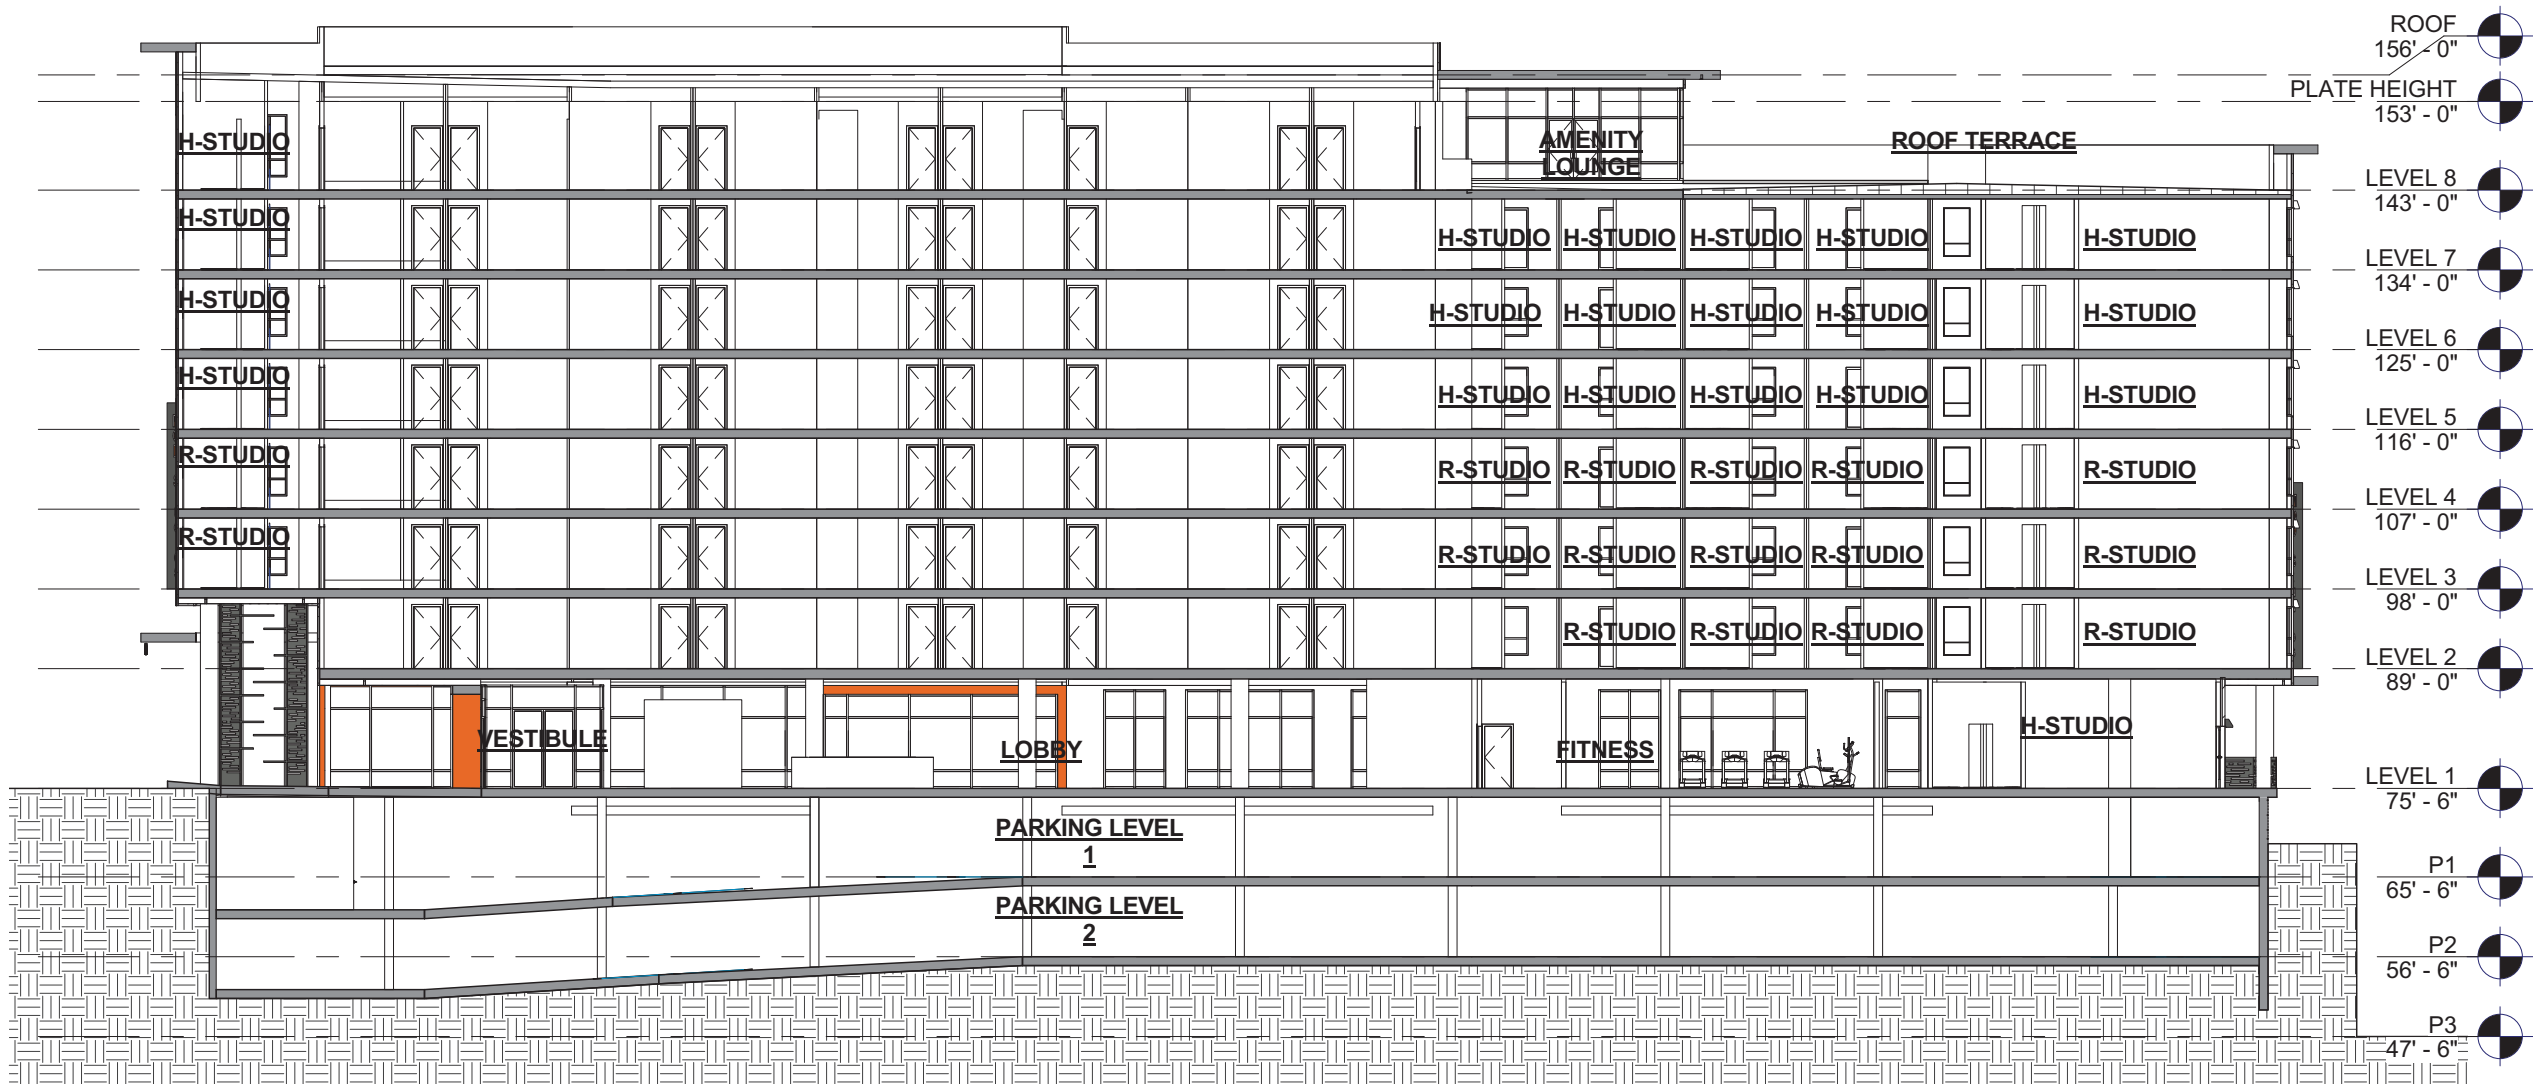 ROOF
156' - 0"
PLATE HEIGHT
153' - 0"
H-STUDIO
AMENITY
LOUNGE
ROOF TERRACE
LEVEL 8
143' - 0"
H-STUDIO
H-STUDIO H-STUDIO H-STUDIO H-STUDIO H-STUDIO
LEVEL 7
134' - 0"
H-STUDIO
H-STUDIO H-STUDIO H-STUDIO H-STUDIO H-STUDIO
LEVEL 6
125' - 0"
H-STUDIO
H-STUDIO H-STUDIO H-STUDIO H-STUDIO H-STUDIO
LEVEL 5
116' - 0"
R-STUDIO
R-STUDIO R-STUDIO R-STUDIO R-STUDIO R-STUDIO
LEVEL 4
107' - 0"
R-STUDIO
R-STUDIO R-STUDIO R-STUDIO R-STUDIO R-STUDIO
LEVEL 3
98' - 0"
R-STUDIO R-STUDIO R-STUDIO R-STUDIO
LEVEL 2
89' - 0"
VESTIBULE
LOBBY
FITNESS
H-STUDIO
LEVEL 1
75' - 6"
PARKING LEVEL
1
P1
65' - 6"
PARKING LEVEL
2
P2
56' - 6"
P3
47' - 6"